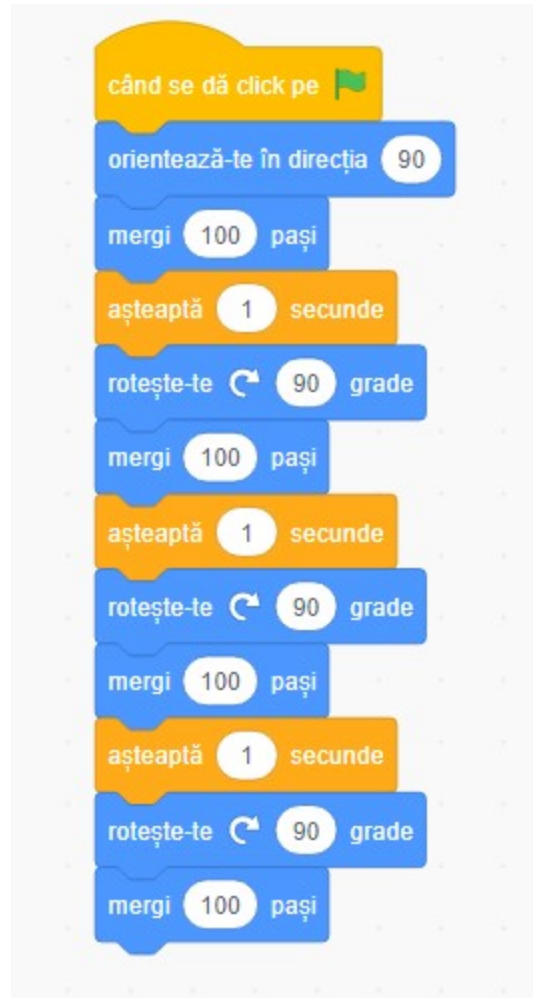 când se dă click pe
orientează-te în direcția 90
mergi 100 pași
așteaptă 1 secunde
rotește-te 90 grade
mergi 100 pași
așteaptă 1 secunde
rotește-te 90 grade
mergi 100 pași
așteaptă 1 secunde
rotește-te 90 grade
mergi 100 pași